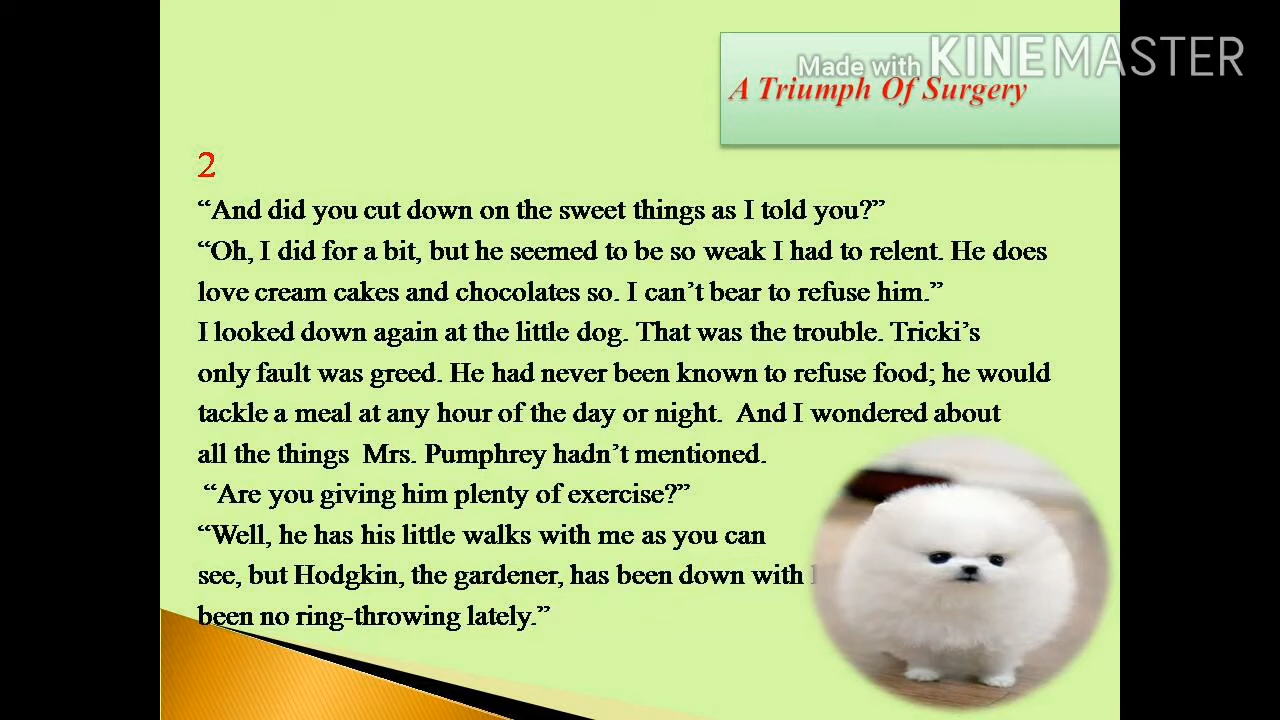 Made with KINEMASTER
A Triumph Of Surgery
2
“And did you cut down on the sweet things as I told you?”
“Oh, I did for a bit, but he seemed to be so weak I had to relent. He does
love cream cakes and chocolates so. I can’t bear to refuse him.”
I looked down again at the little dog. That was the trouble. Tricki’s
only fault was greed. He had never been known to refuse food; he would
tackle a meal at any hour of the day or night. And I wondered about
all the things Mrs. Pumphrey hadn’t mentioned.
“Are you giving him plenty of exercise?”
“Well, he has his little walks with me as you can
see, but Hodgkin, the gardener, has been down with
been no ring-throwing lately.”